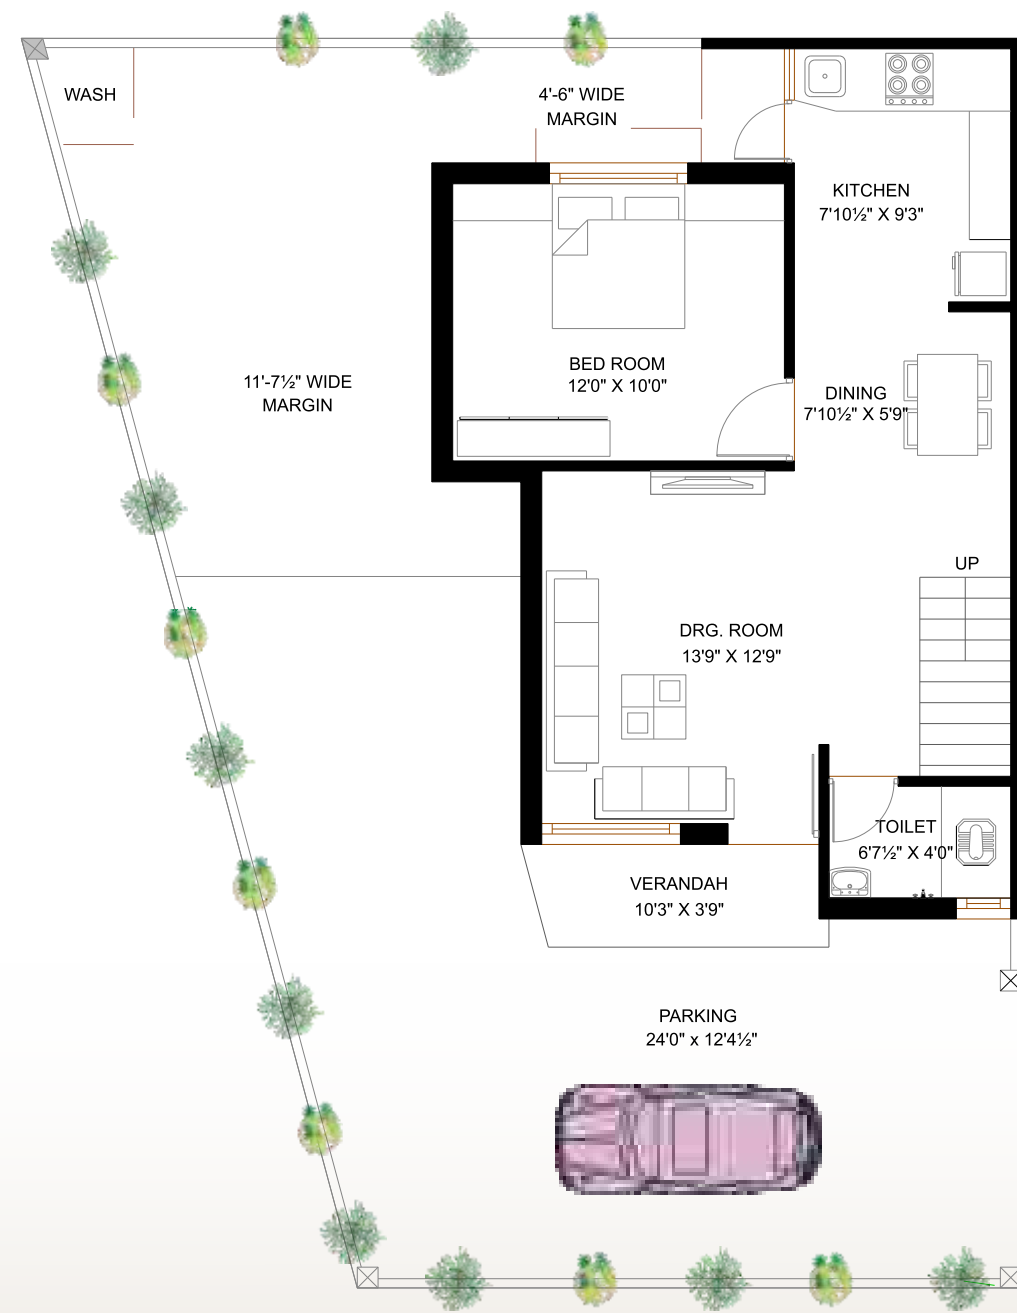 WASH
4'-6" WIDE
MARGIN
KITCHEN
7'10½" X 9'3"
BED ROOM
12'0" X 10'0"
11'-7½" WIDE
MARGIN
DINING
7'10½" X 5'9"
UP
DRG. ROOM
13'9" X 12'9"
TOILET
6'7½" X 4'0"
VERANDAH
10'3" X 3'9"
PARKING
24'0" x 12'4½"